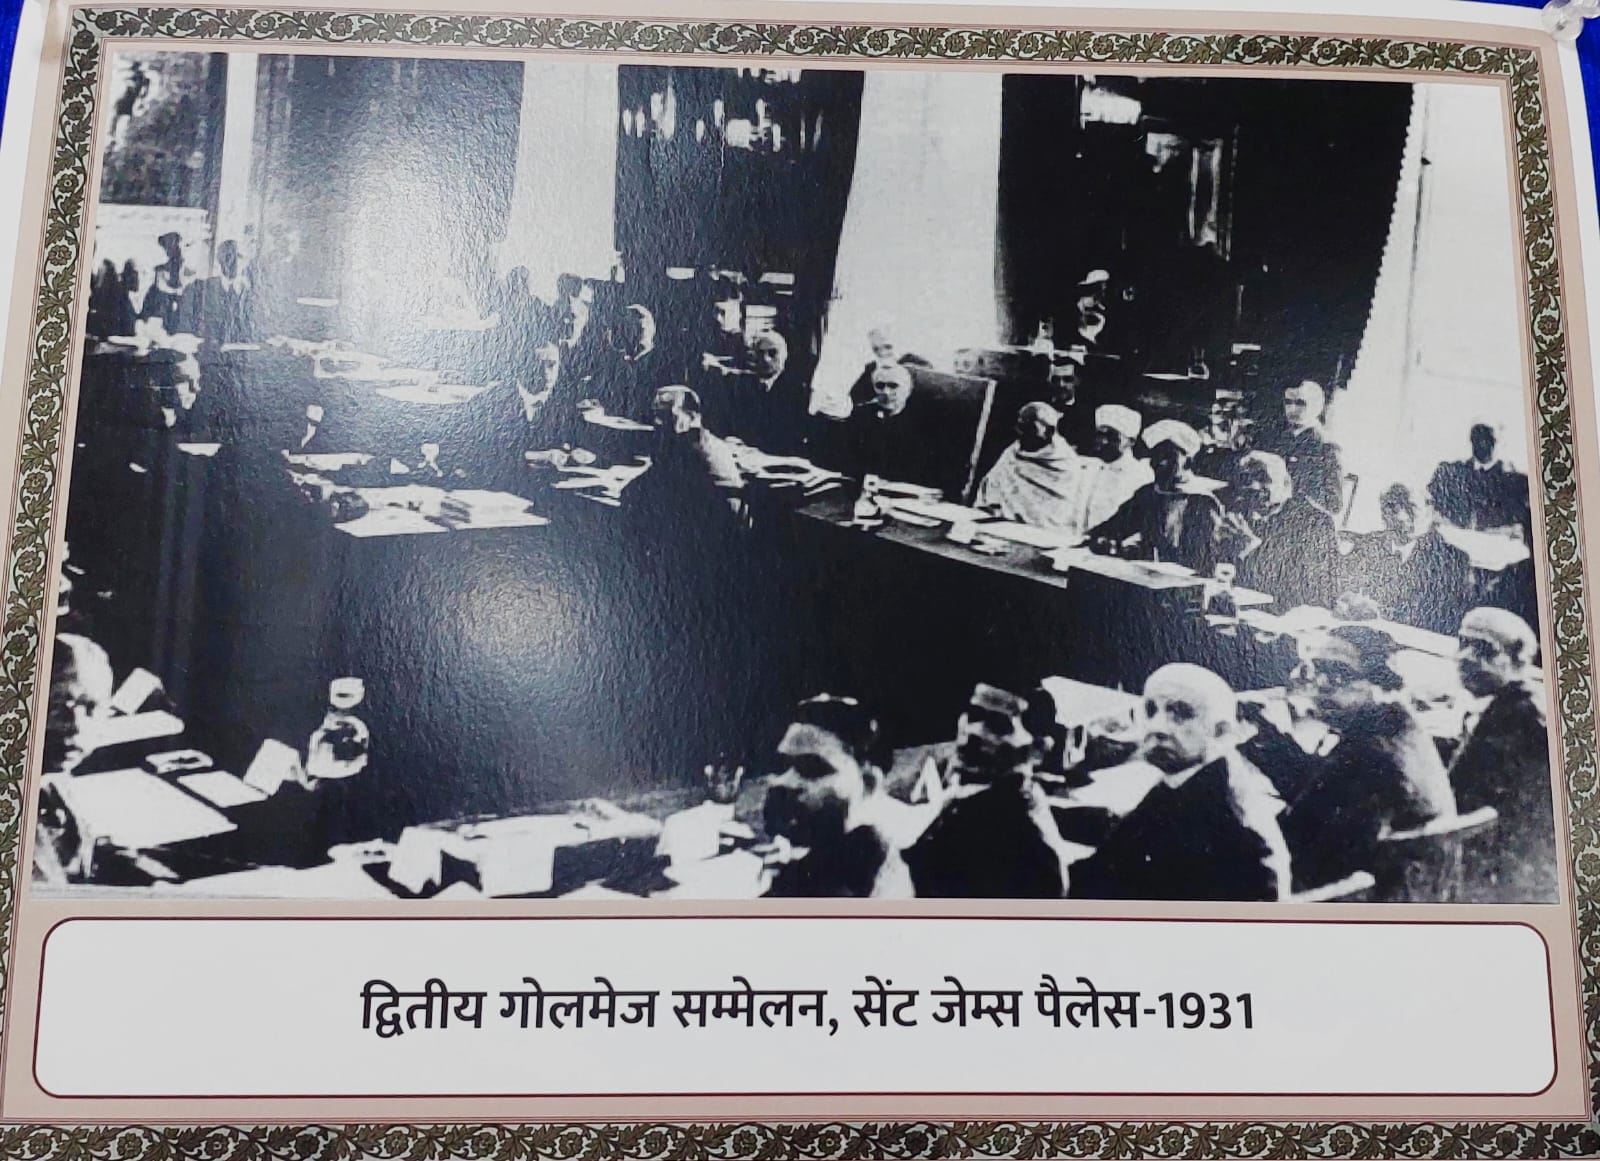 द्वितीय गोलमेज सम्मेलन, सेंट जेम्स पैलेस-1931